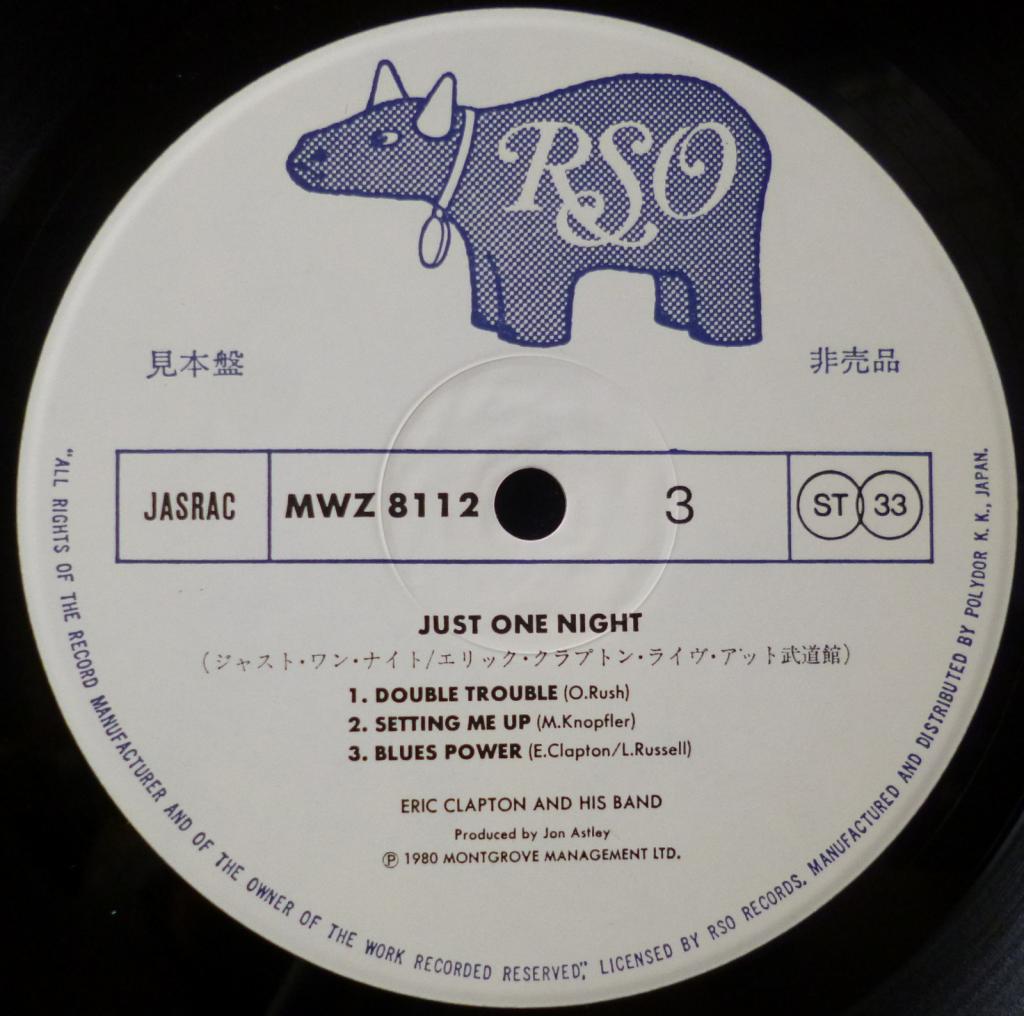 RSO
見本盤
非売品
JASRAC
MWZ 8112
3
ST 33
JUST ONE NIGHT
(ジャスト・ワン・ナイト/エリック・クラプトン・ライヴ・アット武道館)
1. DOUBLE TROUBLE (O.Rush)
2. SETTING ME UP (M.Knopfler)
3. BLUES POWER (E.Clapton/L.Russell)
ERIC CLAPTON AND HIS BAND
Produced by Jon Astley
Ⓟ 1980 MONTGROVE MANAGEMENT LTD.
"ALL RIGHTS OF THE RECORD MANUFACTURER AND OF THE OWNER OF THE WORK RECORDED RESERVED," LICENSED BY RSO RECORDS. MANUFACTURED AND DISTRIBUTED BY POLYDOR K.K., JAPAN.